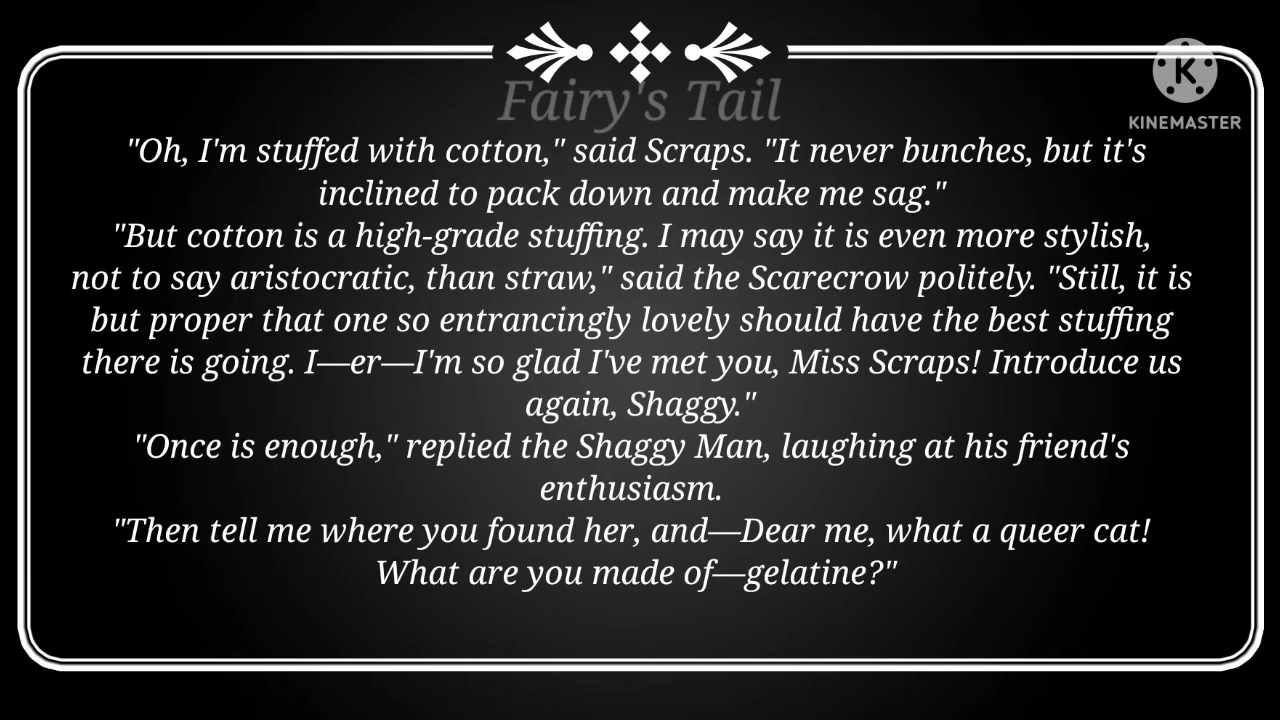 Fairy's Tail
KINEMASTER
"Oh, I'm stuffed with cotton," said Scraps. "It never bunches, but it's
inclined to pack down and make me sag."
"But cotton is a high-grade stuffing. I may say it is even more stylish,
not to say aristocratic, than straw," said the Scarecrow politely. "Still, it is
but proper that one so entrancingly lovely should have the best stuffing
there is going. I—er—I'm so glad I've met you, Miss Scraps! Introduce us
again, Shaggy."
"Once is enough," replied the Shaggy Man, laughing at his friend's
enthusiasm.
"Then tell me where you found her, and—Dear me, what a queer cat!
What are you made of—gelatine?"